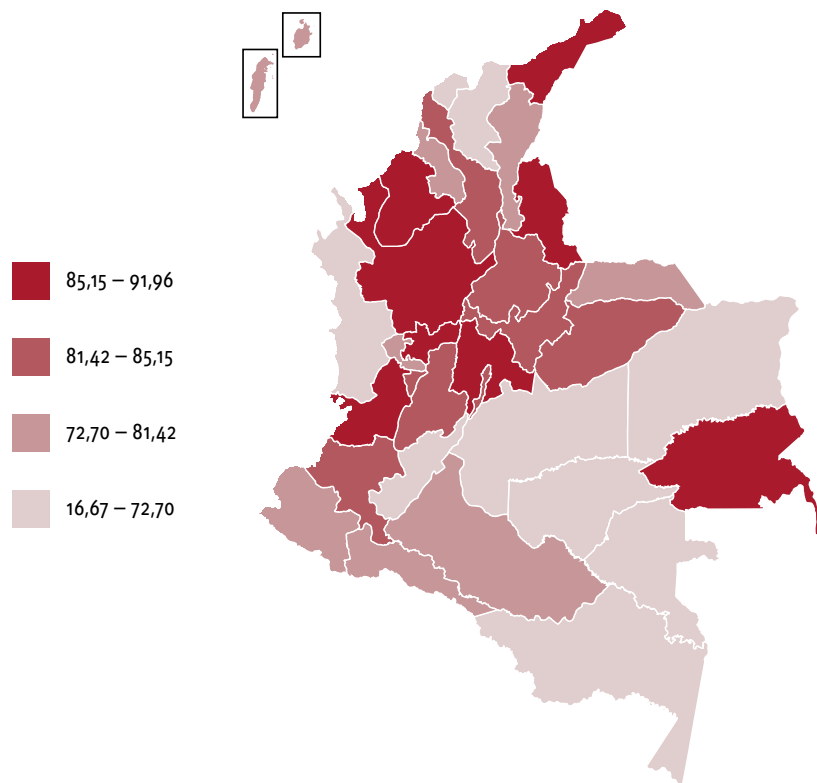 85,15 – 91,96
81,42 – 85,15
72,70 – 81,42
16,67 – 72,70